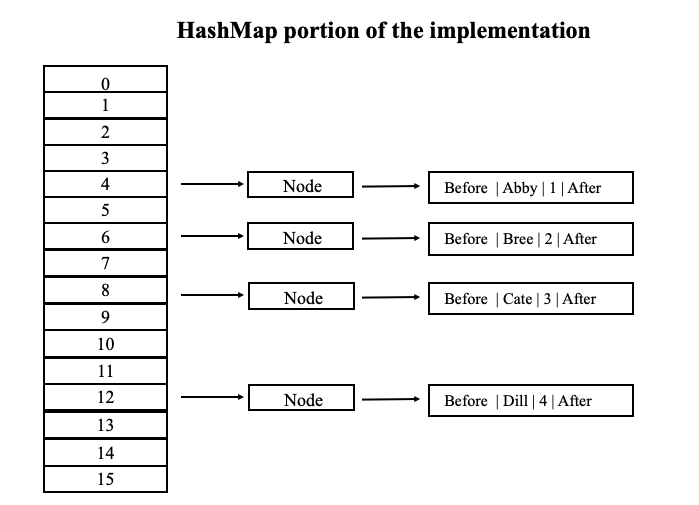 HashMap portion of the implementation
0
1
2
3
4 Node Before | Abby | 1 | After
5
6 Node Before | Bree | 2 | After
7
8 Node Before | Cate | 3 | After
9
10
11
12 Node Before | Dill | 4 | After
13
14
15